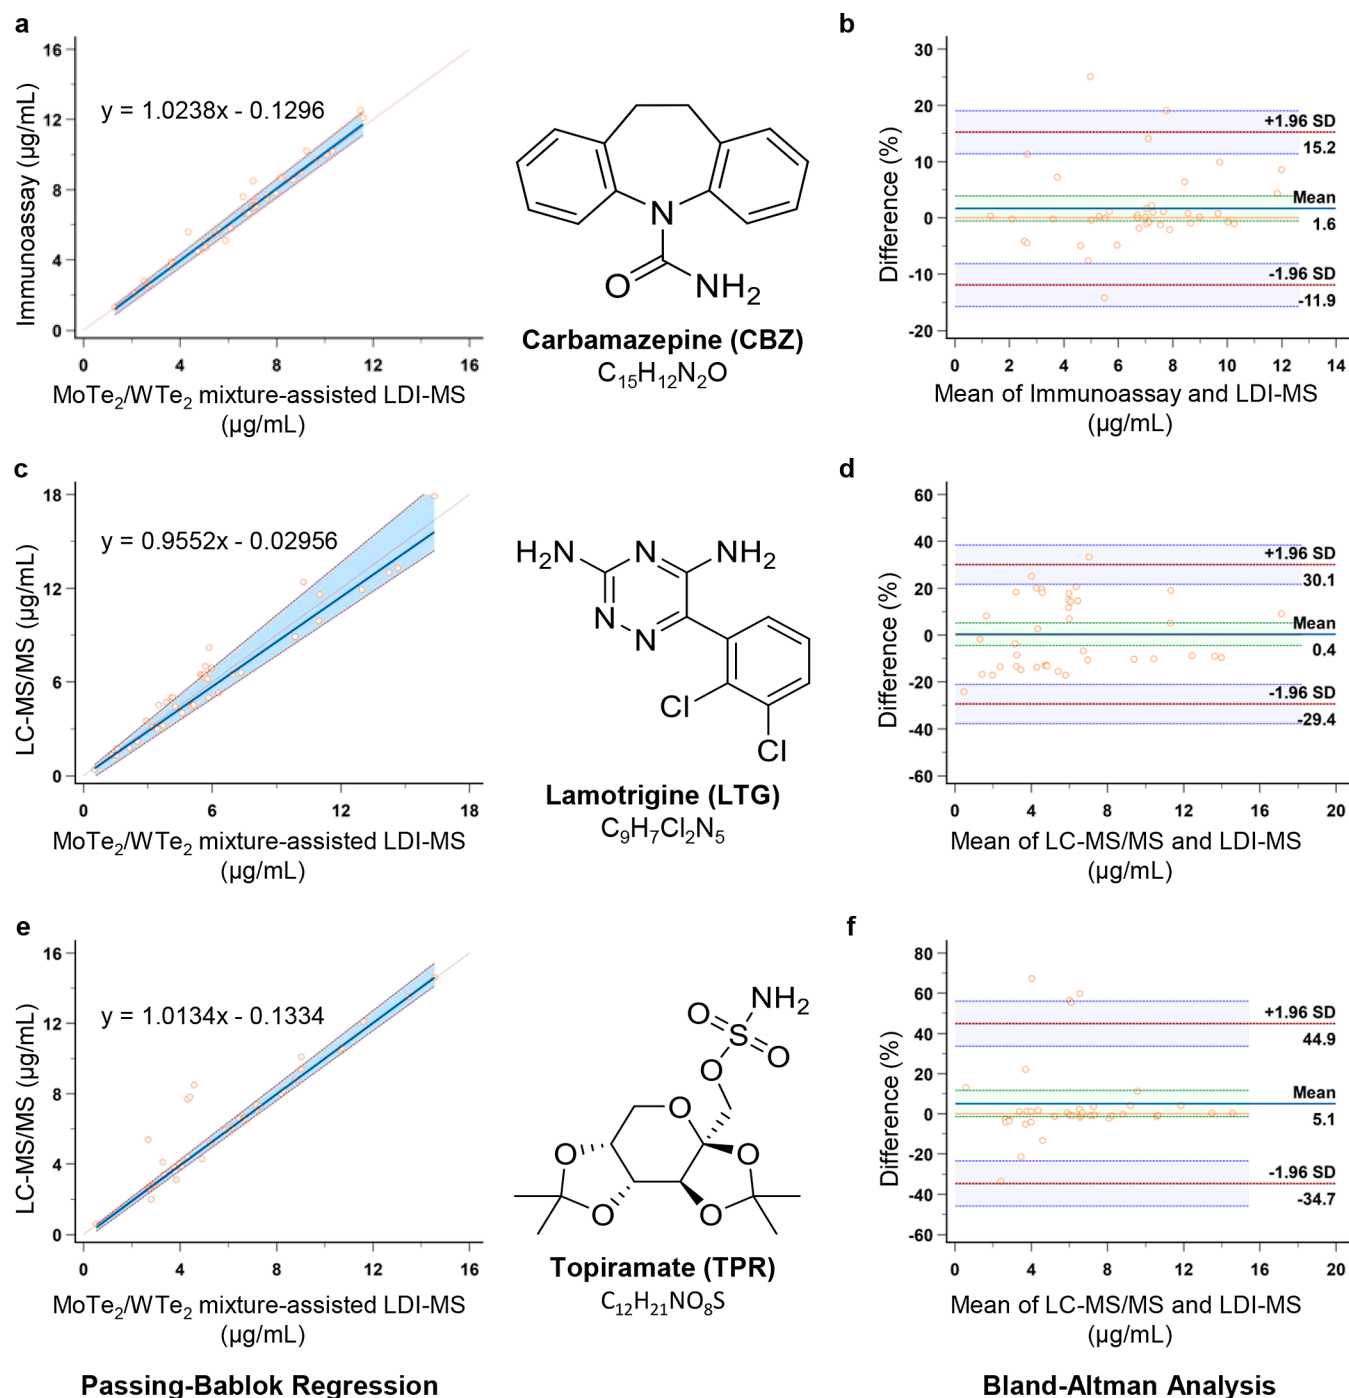 a
16
12
8
4
0
0 4 8 12 16
Immunoassay (µg/mL)
y = 1.0238x - 0.1296
MoTe₂/WTe₂ mixture-assisted LDI-MS
(µg/mL)
N
O
NH₂
Carbamazepine (CBZ)
C₁₅H₁₂N₂O
b
30
20
10
0
-10
-20
0 2 4 6 8 10 12 14
Difference (%)
+1.96 SD
15.2
Mean
1.6
-1.96 SD
-11.9
Mean of Immunoassay and LDI-MS
(µg/mL)
c
18
12
6
0
0 6 12 18
LC-MS/MS (µg/mL)
y = 0.9552x - 0.02956
MoTe₂/WTe₂ mixture-assisted LDI-MS
(µg/mL)
H₂N N NH₂
N
N
Cl
Cl
Lamotrigine (LTG)
C₉H₇Cl₂N₅
d
60
40
20
0
-20
-40
-60
0 4 8 12 16 20
Difference (%)
+1.96 SD
30.1
Mean
0.4
-1.96 SD
-29.4
Mean of LC-MS/MS and LDI-MS
(µg/mL)
e
16
12
8
4
0
0 4 8 12 16
LC-MS/MS (µg/mL)
y = 1.0134x - 0.1334
MoTe₂/WTe₂ mixture-assisted LDI-MS
(µg/mL)
NH₂
O
S
O
O
O
O O
O O
Topiramate (TPR)
C₁₂H₂₁NO₈S
f
80
60
40
20
0
-20
-40
-60
0 4 8 12 16 20
Difference (%)
+1.96 SD
44.9
Mean
5.1
-1.96 SD
-34.7
Mean of LC-MS/MS and LDI-MS
(µg/mL)
Passing-Bablok Regression
Bland-Altman Analysis